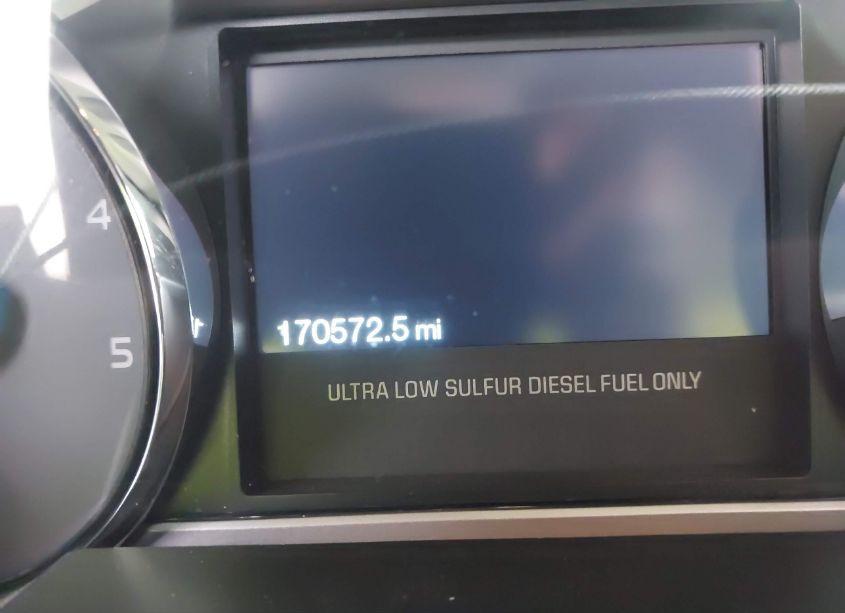 4
170572.5 mi
5
ULTRA LOW SULFUR DIESEL FUEL ONLY